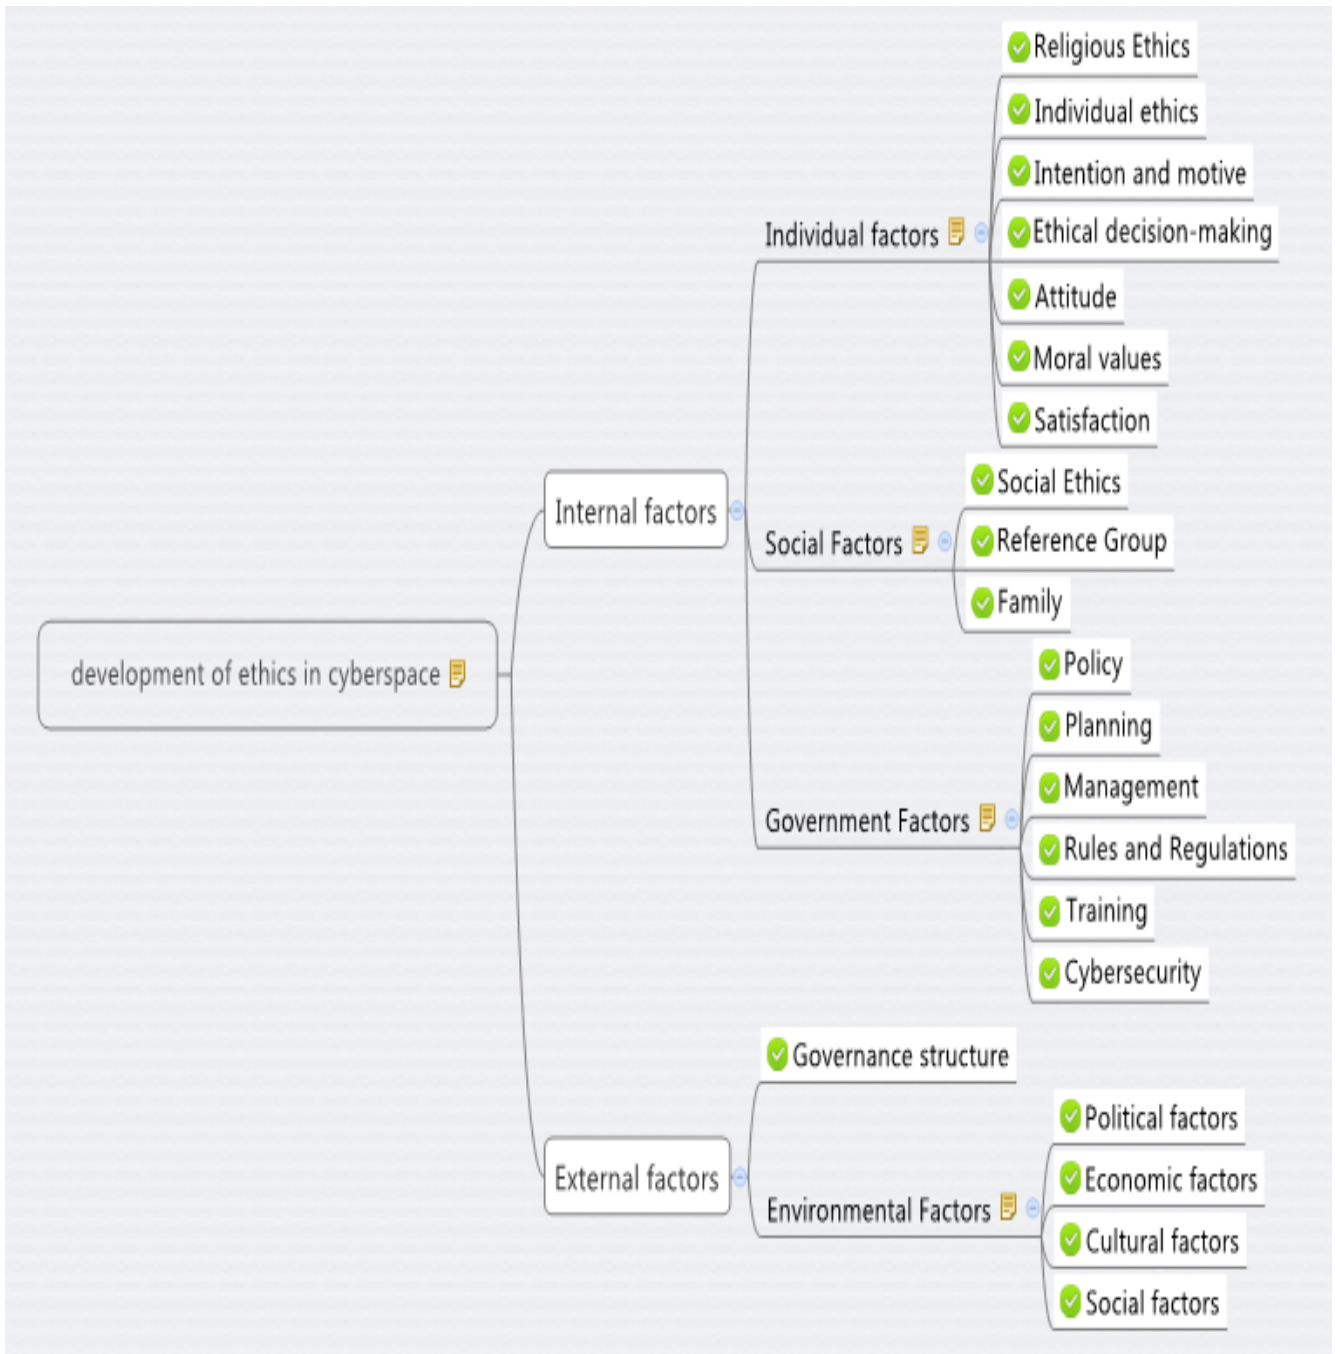 development of ethics in cyberspace
Internal factors
Individual factors
Religious Ethics
Individual ethics
Intention and motive
Ethical decision-making
Attitude
Moral values
Satisfaction
Social Factors
Social Ethics
Reference Group
Family
Government Factors
Policy
Planning
Management
Rules and Regulations
Training
Cybersecurity
External factors
Governance structure
Environmental Factors
Political factors
Economic factors
Cultural factors
Social factors